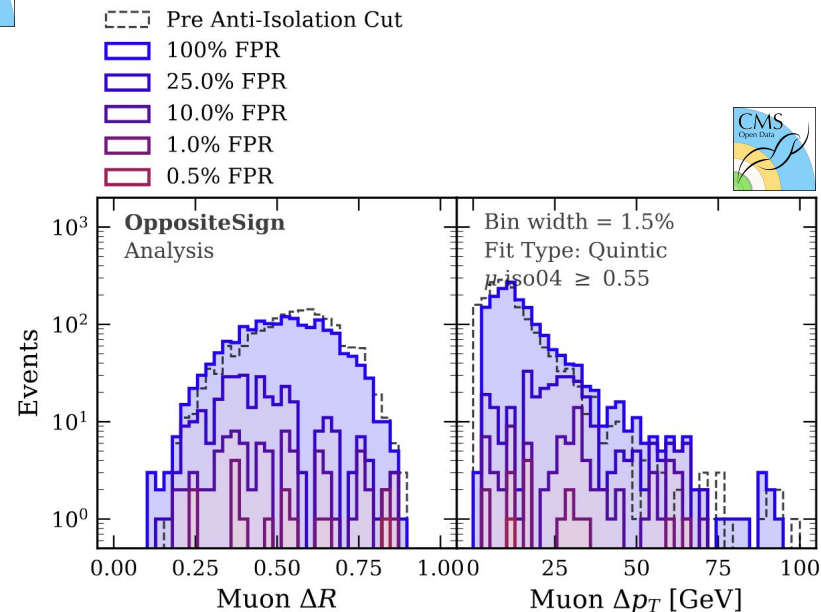 Pre Anti-Isolation Cut
100% FPR
25.0% FPR
10.0% FPR
1.0% FPR
0.5% FPR
CMS
Open Data
OppositeSign
Analysis
Bin width = 1.5%
Fit Type: Quintic
μ iso04 ≥ 0.55
Events
10³
10²
10¹
10⁰
0.00 0.25 0.50 0.75 1.00
0 25 50 75 100
Muon ΔR
Muon Δp_T [GeV]